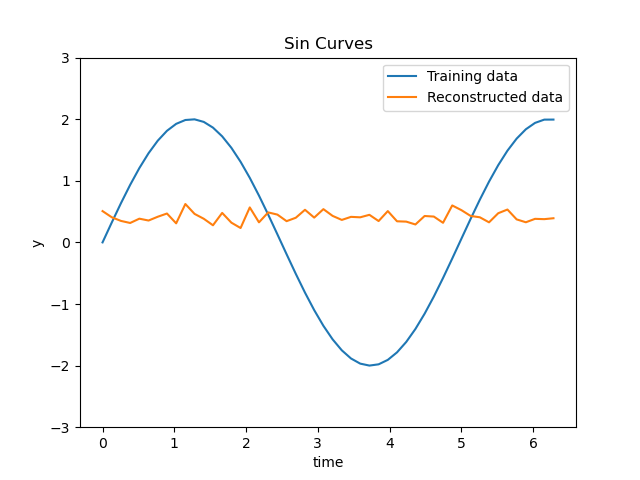 Sin Curves
Training data
Reconstructed data
3
2
1
0
−1
−2
−3
y
0 1 2 3 4 5 6
time